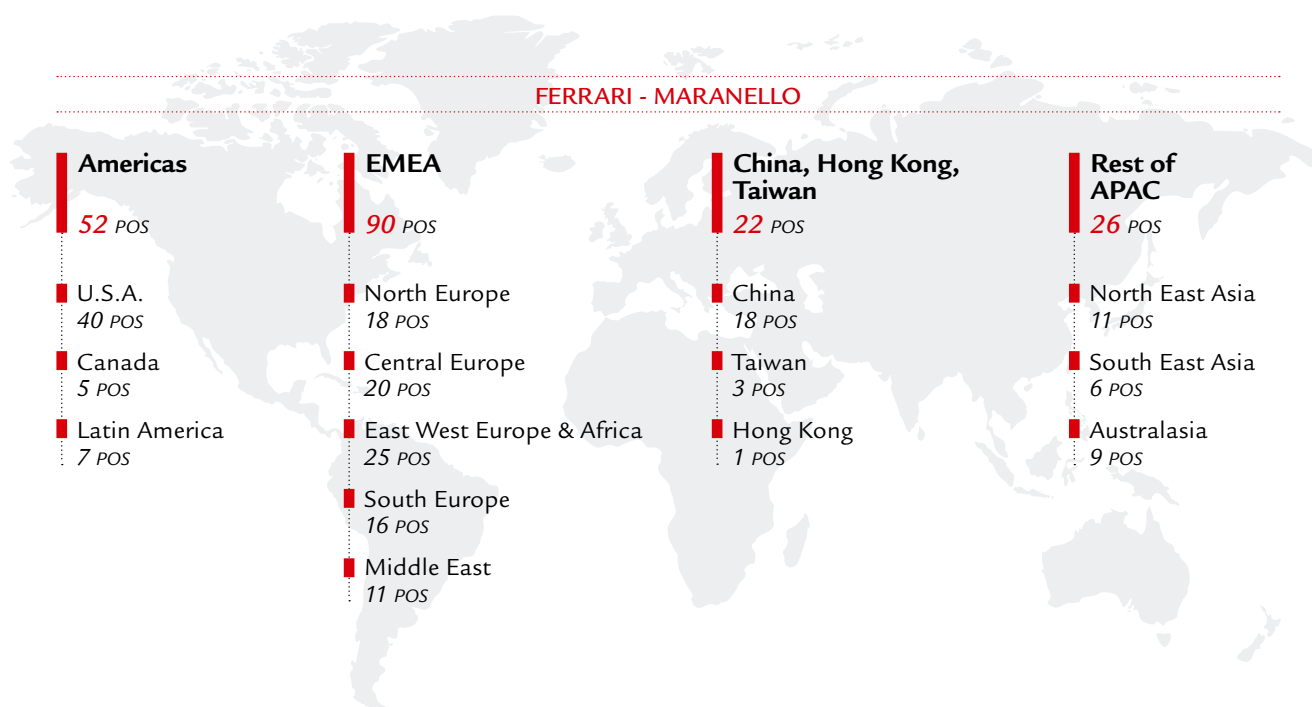 FERRARI - MARANELLO
Americas
52 POS
U.S.A.
40 POS
Canada
5 POS
Latin America
7 POS
EMEA
90 POS
North Europe
18 POS
Central Europe
20 POS
East West Europe & Africa
25 POS
South Europe
16 POS
Middle East
11 POS
China, Hong Kong,
Taiwan
22 POS
China
18 POS
Taiwan
3 POS
Hong Kong
1 POS
Rest of
APAC
26 POS
North East Asia
11 POS
South East Asia
6 POS
Australasia
9 POS